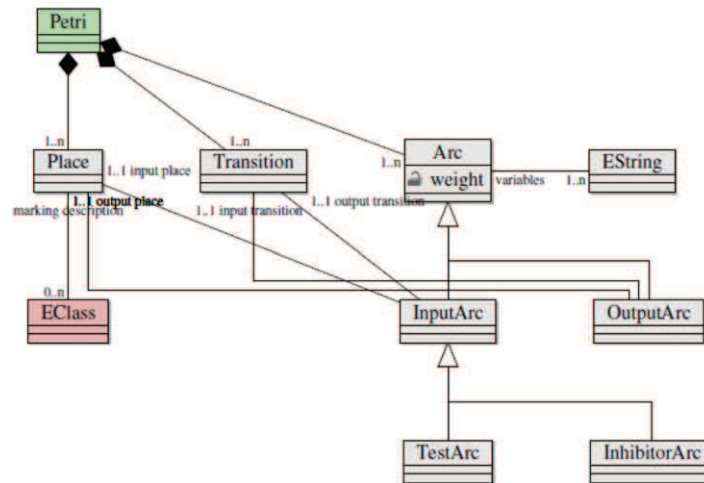 Petri
1..n
1..n
1..n
Place
1..1 input place
Transition
Arc
weight
variables
1..n
EString
marking description
1..1 output place
1..1 input transition
1..1 output transition
0..n
EClass
InputArc
OutputArc
TestArc
InhibitorArc